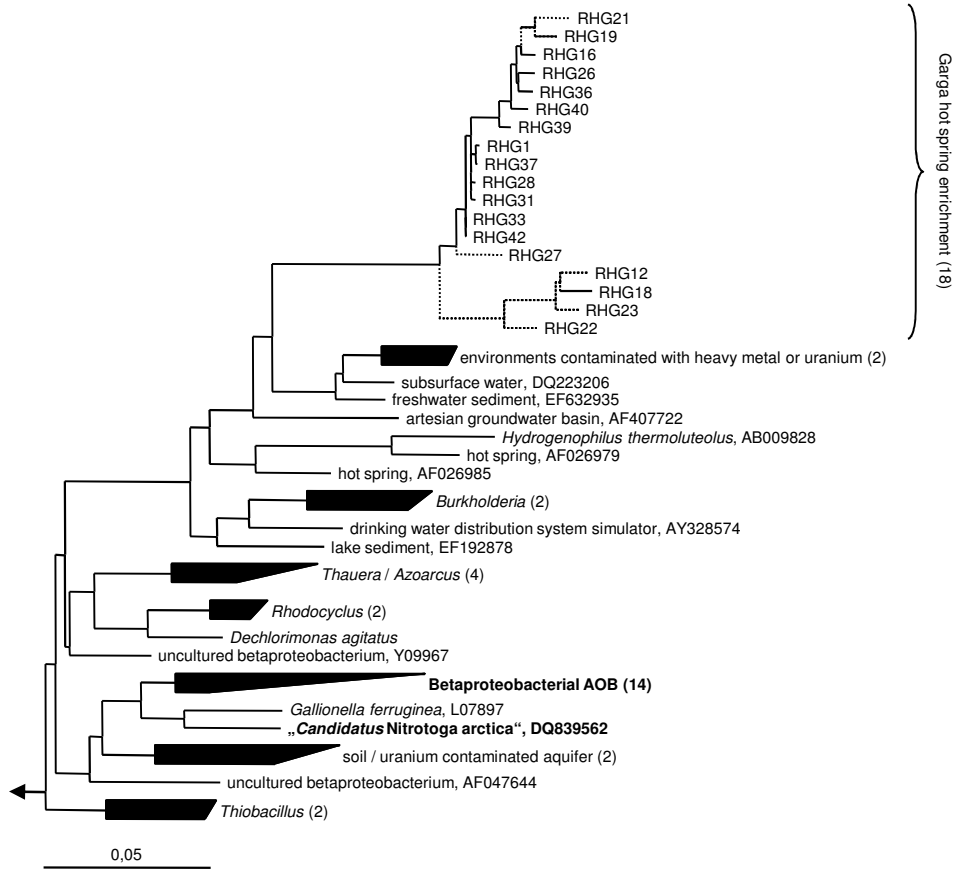 RHG21
RHG19
RHG16
RHG26
RHG36
RHG40
RHG39
RHG1
RHG37
RHG28
RHG31
RHG33
RHG42
RHG27
RHG12
RHG18
RHG23
RHG22
Garga hot spring enrichment (18)
environments contaminated with heavy metal or uranium (2)
subsurface water, DQ223206
freshwater sediment, EF632935
artesian groundwater basin, AF407722
Hydrogenophilus thermoluteolus, AB009828
hot spring, AF026979
hot spring, AF026985
Burkholderia (2)
drinking water distribution system simulator, AY328574
lake sediment, EF192878
Thauera / Azoarcus (4)
Rhodocyclus (2)
Dechlorimonas agitatus
uncultured betaproteobacterium, Y09967
Betaproteobacterial AOB (14)
Gallionella ferruginea, L07897
„Candidatus Nitrotoga arctica“, DQ839562
soil / uranium contaminated aquifer (2)
uncultured betaproteobacterium, AF047644
Thiobacillus (2)
0,05